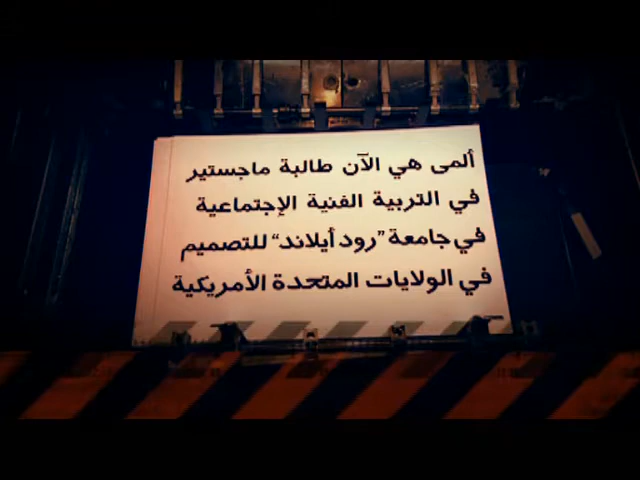 ألمى هي الآن طالبة ماجستير
في التربية الفنية الإجتماعية
في جامعة "رود أيلاند" للتصميم
في الولايات المتحدة الأمريكية